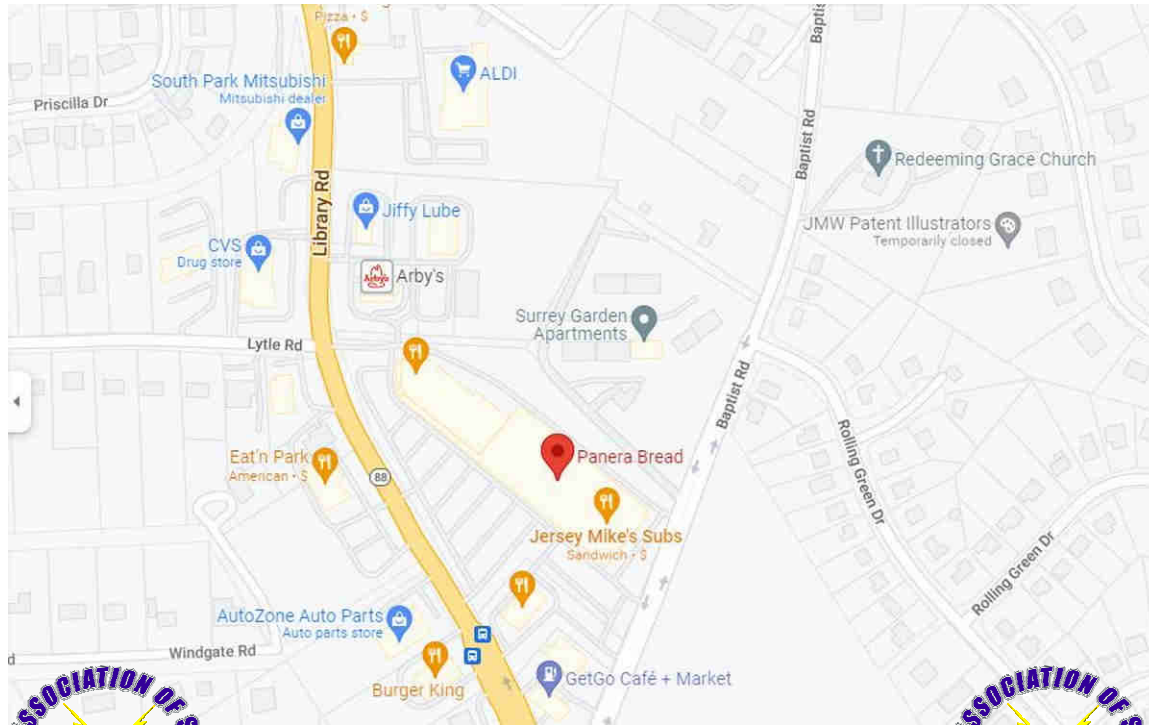 Pizza • $
South Park Mitsubishi
Mitsubishi dealer
ALDI
Priscilla Dr
Baptist Rd
Library Rd
Redeeming Grace Church
Jiffy Lube
JMW Patent Illustrators
Temporarily closed
CVS
Drug store
Arby's
Arby's
Surrey Garden
Apartments
Lytle Rd
Baptist Rd
Rolling Green Dr
Eat'n Park
American • $
88
Panera Bread
Jersey Mike's Subs
Sandwich • $
Rolling Green Dr
AutoZone Auto Parts
Auto parts store
Windgate Rd
GetGo Café + Market
Burger King
SSOCIATION OF S
SSOCIATION OF S